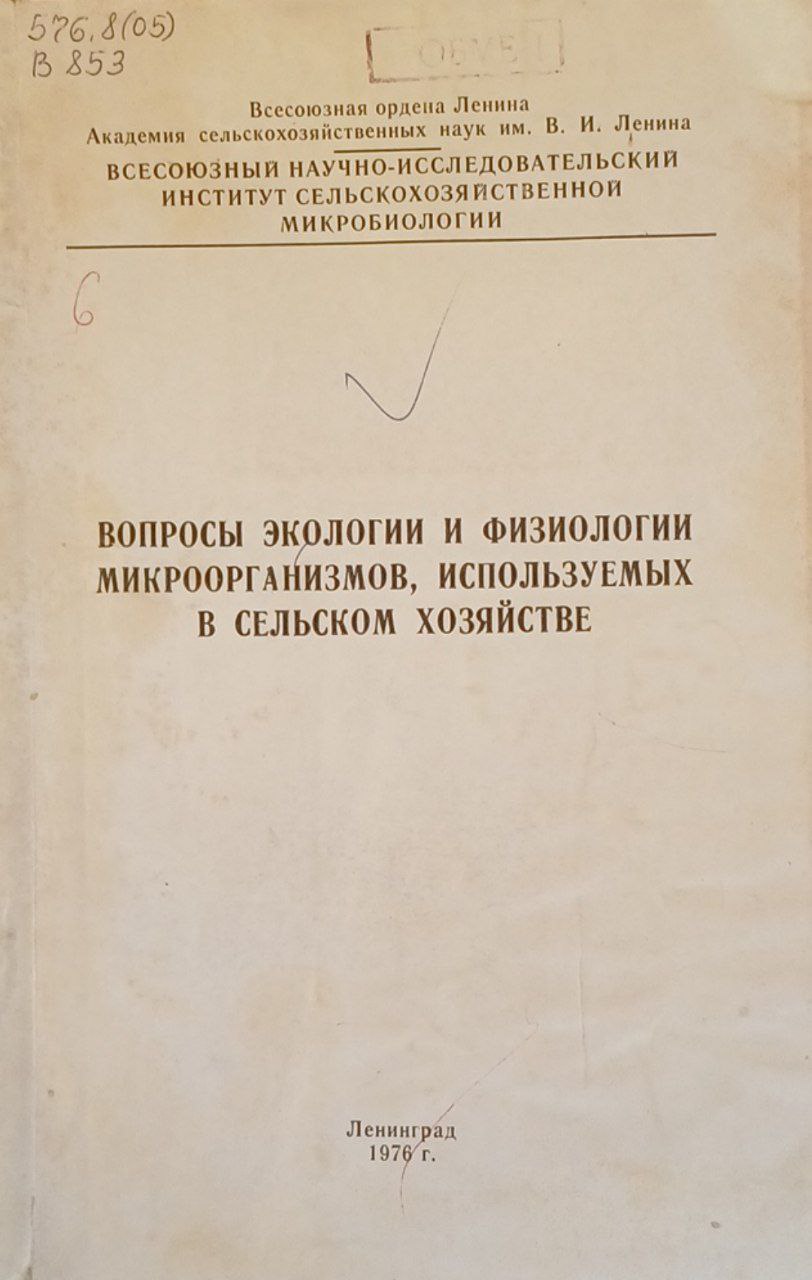 576.8(05)
В 853
Всесоюзная ордена Ленина
Академия сельскохозяйственных наук им. В. И. Ленина
ВСЕСОЮЗНЫЙ НАУЧНО-ИССЛЕДОВАТЕЛЬСКИЙ
ИНСТИТУТ СЕЛЬСКОХОЗЯЙСТВЕННОЙ
МИКРОБИОЛОГИИ
6
ВОПРОСЫ ЭКОЛОГИИ И ФИЗИОЛОГИИ
МИКРООРГАНИЗМОВ, ИСПОЛЬЗУЕМЫХ
В СЕЛЬСКОМ ХОЗЯЙСТВЕ
Ленинград
1976 г.